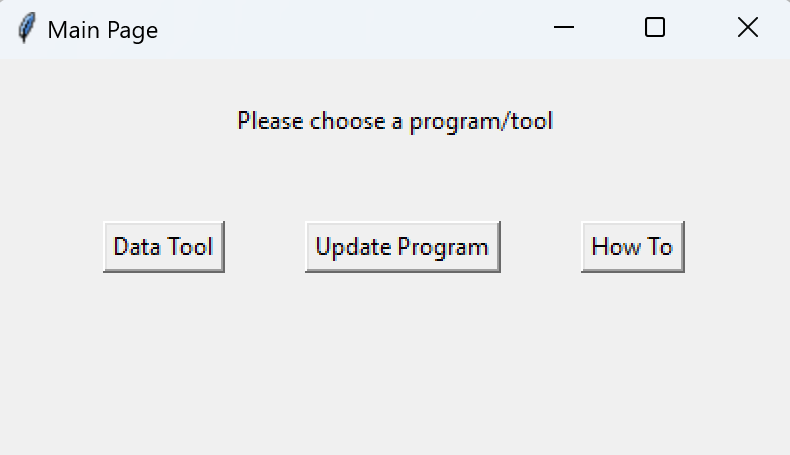 Main Page
Please choose a program/tool
Data Tool Update Program How To